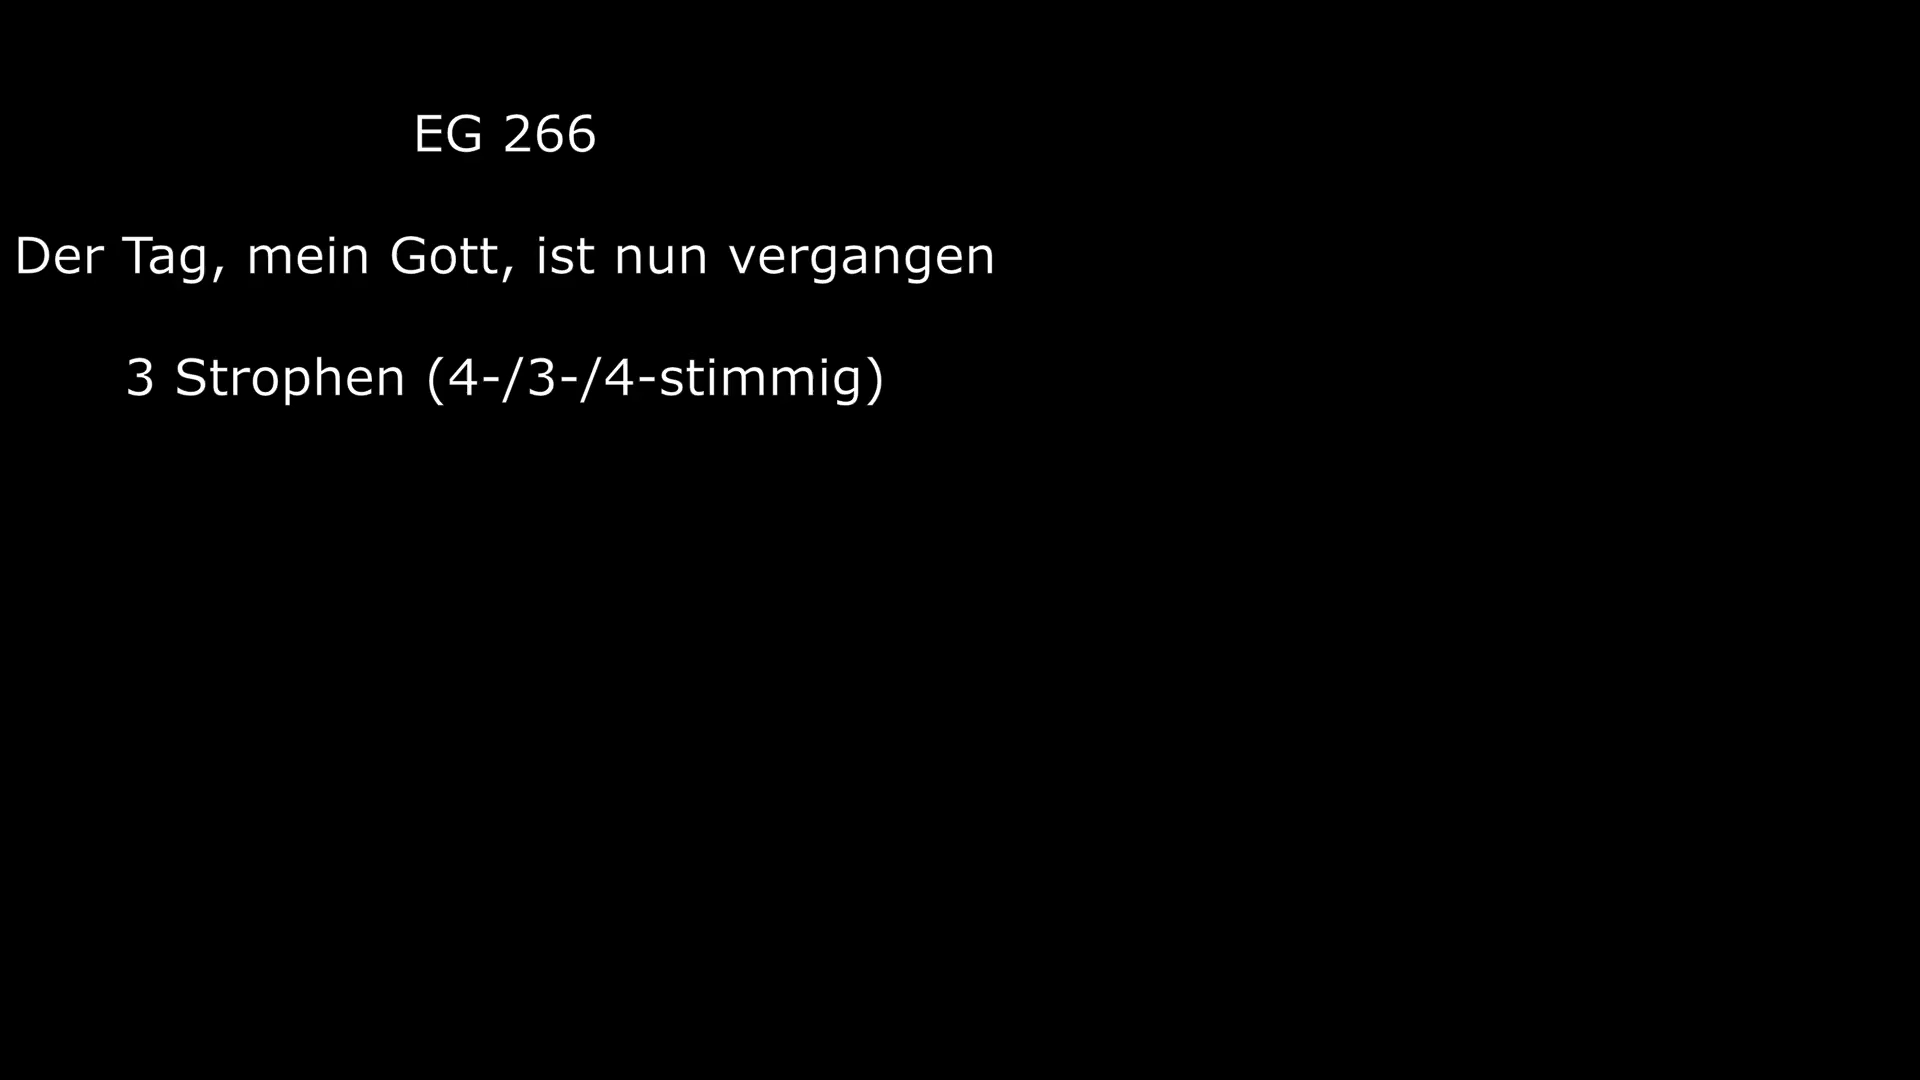 EG 266
Der Tag, mein Gott, ist nun vergangen
3 Strophen (4-/3-/4-stimmig)